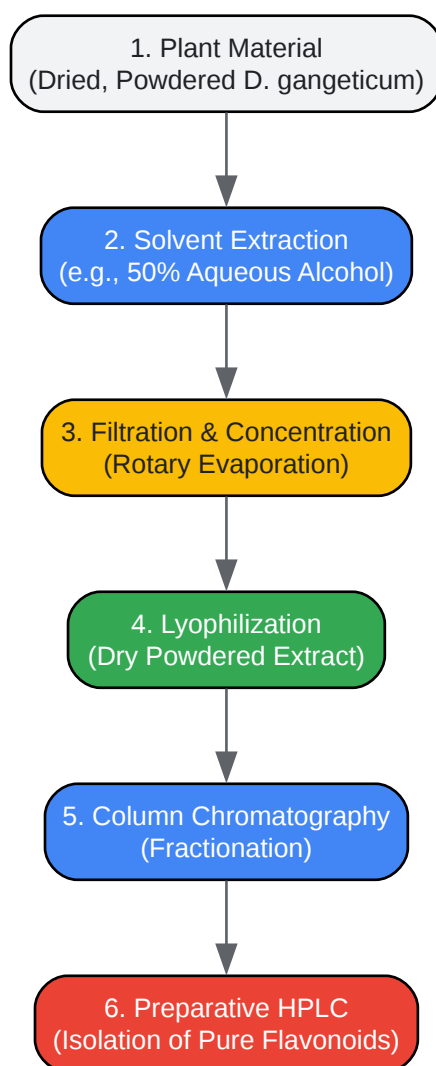 1. Plant Material
(Dried, Powdered D. gangeticum)
2. Solvent Extraction
(e.g., 50% Aqueous Alcohol)
3. Filtration & Concentration
(Rotary Evaporation)
4. Lyophilization
(Dry Powdered Extract)
5. Column Chromatography
(Fractionation)
6. Preparative HPLC
(Isolation of Pure Flavonoids)